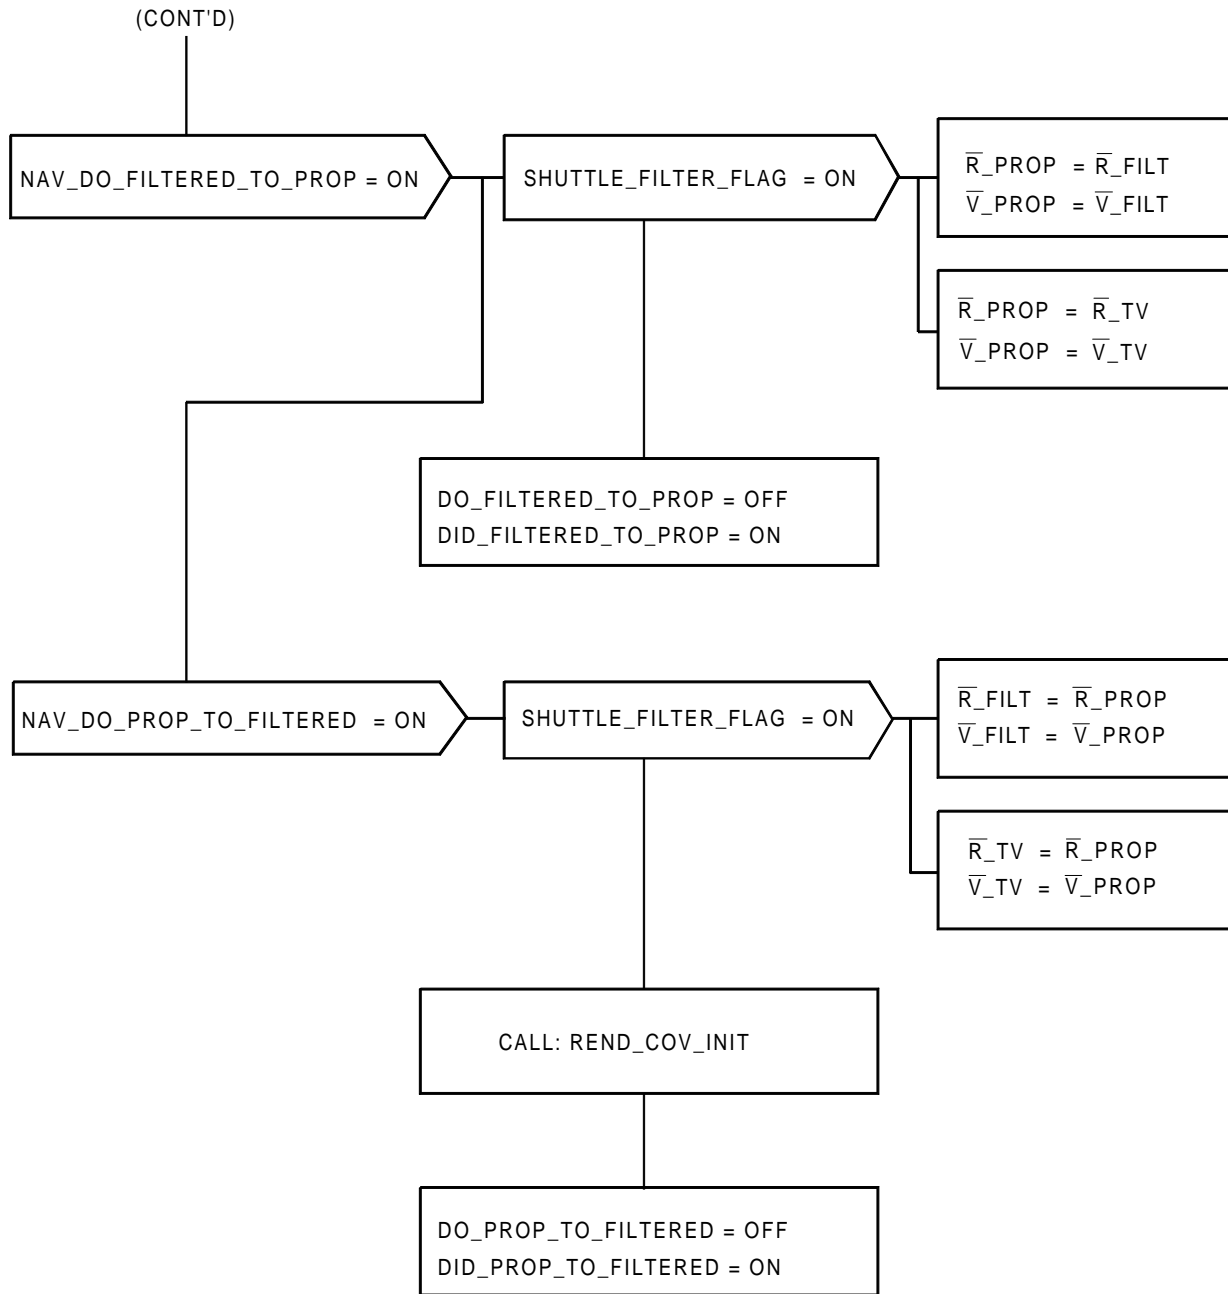 (CONT'D)
NAV_DO_FILTERED_TO_PROP = ON
SHUTTLE_FILTER_FLAG = ON
R̅_PROP = R̅_FILT
V̅_PROP = V̅_FILT
R̅_PROP = R̅_TV
V̅_PROP = V̅_TV
DO_FILTERED_TO_PROP = OFF
DID_FILTERED_TO_PROP = ON
NAV_DO_PROP_TO_FILTERED = ON
SHUTTLE_FILTER_FLAG = ON
R̅_FILT = R̅_PROP
V̅_FILT = V̅_PROP
R̅_TV = R̅_PROP
V̅_TV = V̅_PROP
CALL: REND_COV_INIT
DO_PROP_TO_FILTERED = OFF
DID_PROP_TO_FILTERED = ON